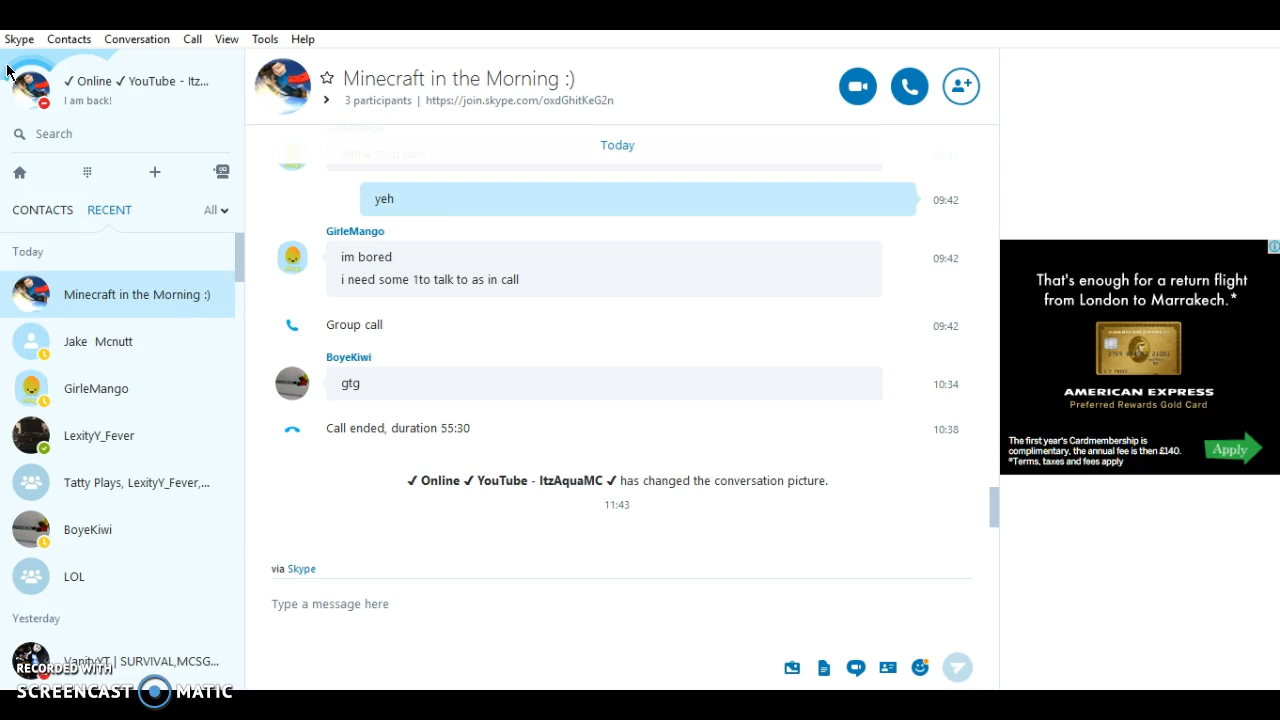 Skype Contacts Conversation Call View Tools Help
✓ Online ✓ YouTube - Itz...
I am back!
Search
CONTACTS RECENT All
Today
Minecraft in the Morning :)
Jake Mcnutt
GirleMango
LexityY_Fever
Tatty Plays, LexityY_Fever,...
BoyeKiwi
LOL
Yesterday
VanityYT | SURVIVAL,MCSG...
RECORDED WITH
SCREENCAST MATIC
Minecraft in the Morning :)
3 participants | https://join.skype.com/oxdGhitKeG2n
Today
yeh 09:42
GirleMango
im bored 09:42
i need some 1to talk to as in call
Group call 09:42
BoyeKiwi
gtg 10:34
Call ended, duration 55:30 10:38
✓ Online ✓ YouTube - ItzAquaMC ✓ has changed the conversation picture.
11:43
via Skype
Type a message here
That's enough for a return flight
from London to Marrakech.*
AMERICAN EXPRESS
Preferred Rewards Gold Card
The first year's Cardmembership is
complimentary, the annual fee is then £140.
*Terms, taxes and fees apply
Apply